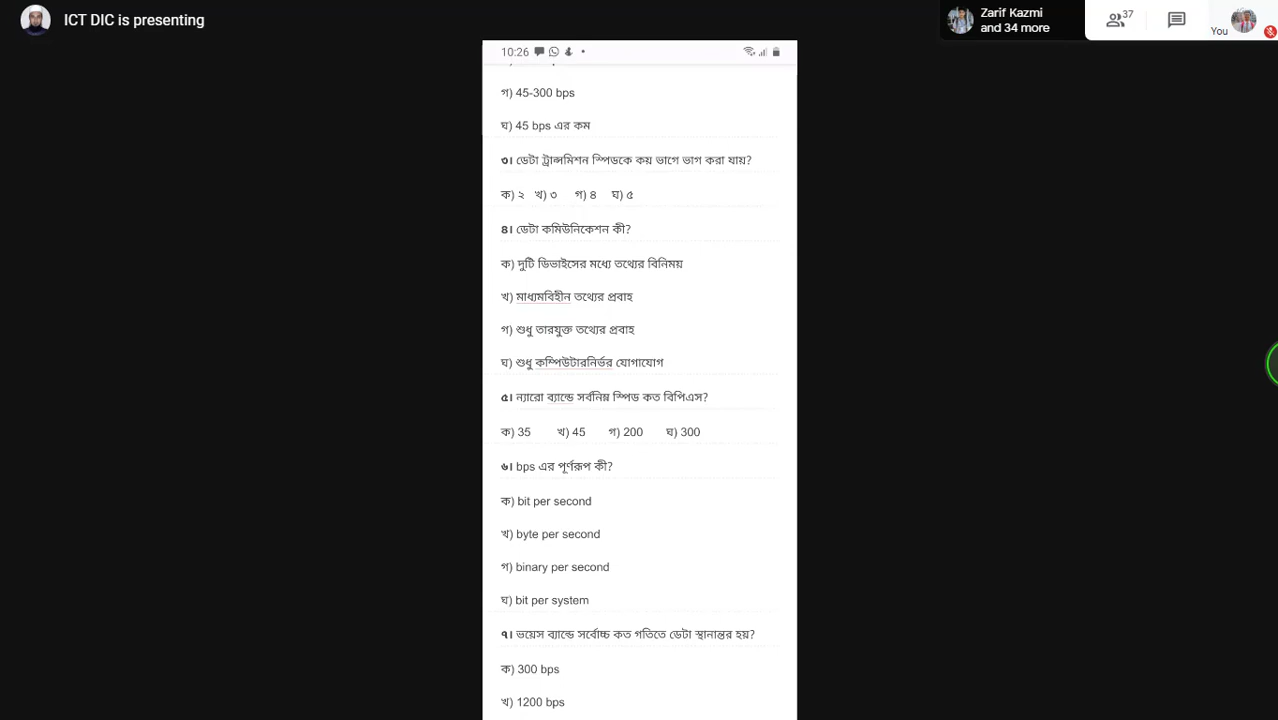 ICT DIC is presenting
Zarif Kazmi
and 34 more
37
You
10:26
গ) 45-300 bps
ঘ) 45 bps এর কম
৩। ডেটা ট্রান্সমিশন স্পিডকে কয় ভাগে ভাগ করা যায়?
ক) ২ খ) ৩ গ) ৪ ঘ) ৫
৪। ডেটা কমিউনিকেশন কী?
ক) দুটি ডিভাইসের মধ্যে তথ্যের বিনিময়
খ) মাধ্যমবিহীন তথ্যের প্রবাহ
গ) শুধু তারযুক্ত তথ্যের প্রবাহ
ঘ) শুধু কম্পিউটারনির্ভর যোগাযোগ
৫। ন্যারো ব্যান্ডে সর্বনিম্ন স্পিড কত বিপিএস?
ক) 35 খ) 45 গ) 200 ঘ) 300
৬। bps এর পূর্ণরূপ কী?
ক) bit per second
খ) byte per second
গ) binary per second
ঘ) bit per system
৭। ভয়েস ব্যান্ডে সর্বোচ্চ কত গতিতে ডেটা স্থানান্তর হয়?
ক) 300 bps
খ) 1200 bps